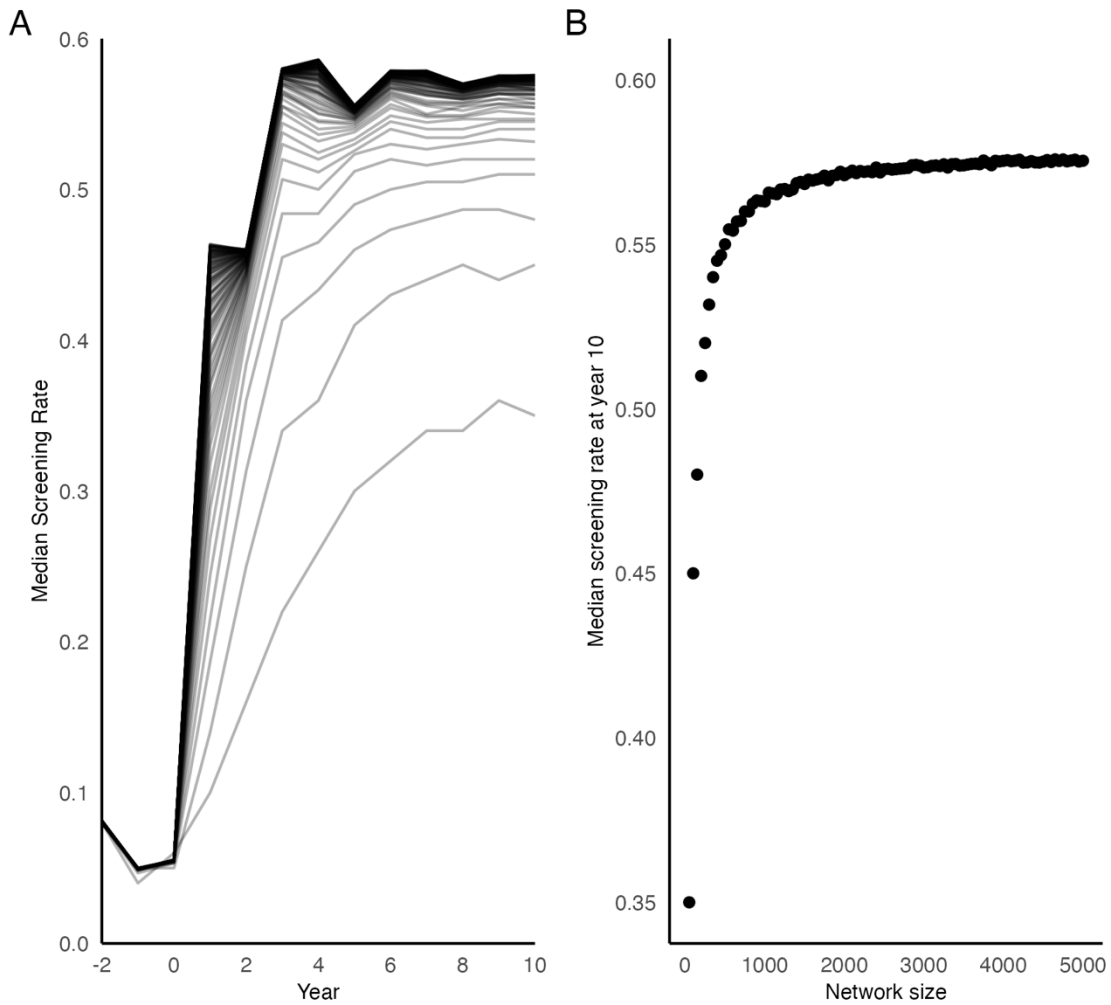 A
0.6
0.5
0.4
0.3
0.2
0.1
0.0
Median Screening Rate
-2 0 2 4 6 8 10
Year
B
0.60
0.55
0.50
0.45
0.40
0.35
Median screening rate at year 10
0 1000 2000 3000 4000 5000
Network size